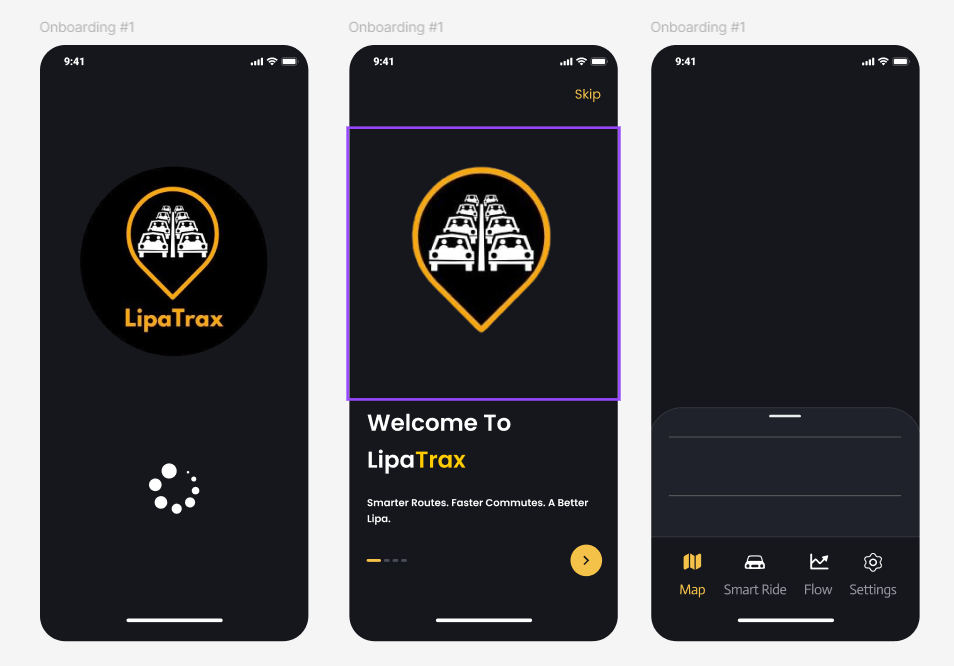 Onboarding #1
Onboarding #1
Onboarding #1
9:41
LipaTrax
9:41
Skip
Welcome To
LipaTrax
Smarter Routes. Faster Commutes. A Better
Lipa.
9:41
Map
Smart Ride
Flow
Settings